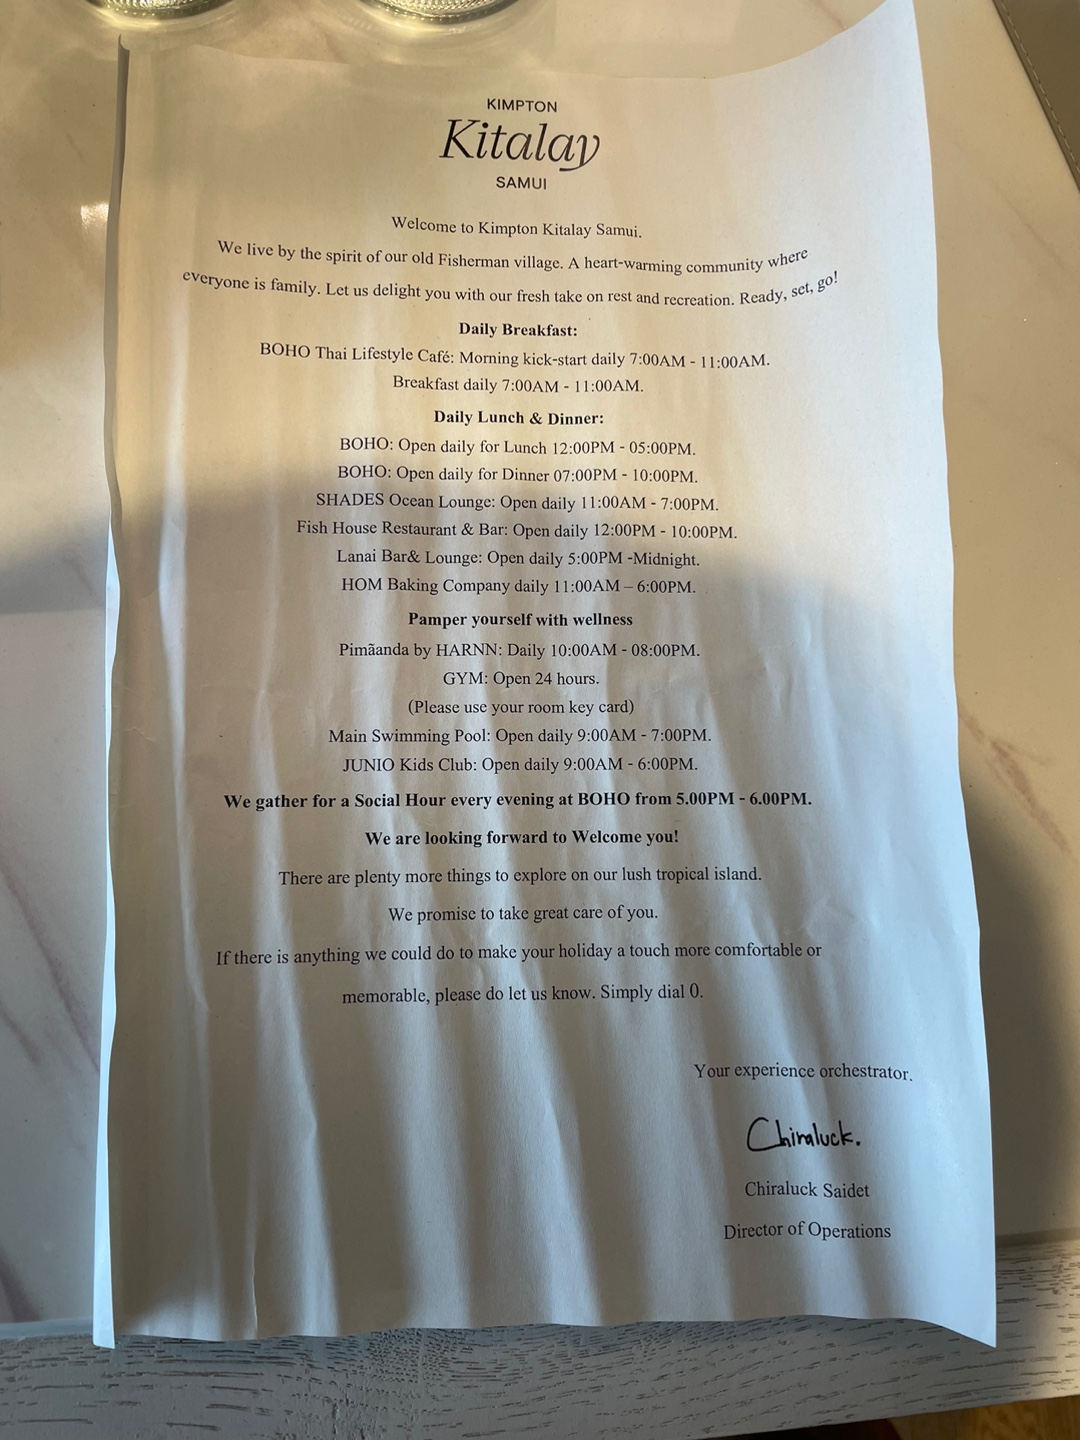 KIMPTON
Kitalay
SAMUI
Welcome to Kimpton Kitalay Samui.
We live by the spirit of our old Fisherman village. A heart-warming community where
everyone is family. Let us delight you with our fresh take on rest and recreation. Ready, set, go!
Daily Breakfast:
BOHO Thai Lifestyle Café: Morning kick-start daily 7:00AM - 11:00AM.
Breakfast daily 7:00AM - 11:00AM.
Daily Lunch & Dinner:
BOHO: Open daily for Lunch 12:00PM - 05:00PM.
BOHO: Open daily for Dinner 07:00PM - 10:00PM.
SHADES Ocean Lounge: Open daily 11:00AM - 7:00PM.
Fish House Restaurant & Bar: Open daily 12:00PM - 10:00PM.
Lanai Bar& Lounge: Open daily 5:00PM -Midnight.
HOM Baking Company daily 11:00AM – 6:00PM.
Pamper yourself with wellness
Pimãanda by HARNN: Daily 10:00AM - 08:00PM.
GYM: Open 24 hours.
(Please use your room key card)
Main Swimming Pool: Open daily 9:00AM - 7:00PM.
JUNIO Kids Club: Open daily 9:00AM - 6:00PM.
We gather for a Social Hour every evening at BOHO from 5.00PM - 6.00PM.
We are looking forward to Welcome you!
There are plenty more things to explore on our lush tropical island.
We promise to take great care of you.
If there is anything we could do to make your holiday a touch more comfortable or
memorable, please do let us know. Simply dial 0.
Your experience orchestrator.
Chiraluck.
Chiraluck Saidet
Director of Operations